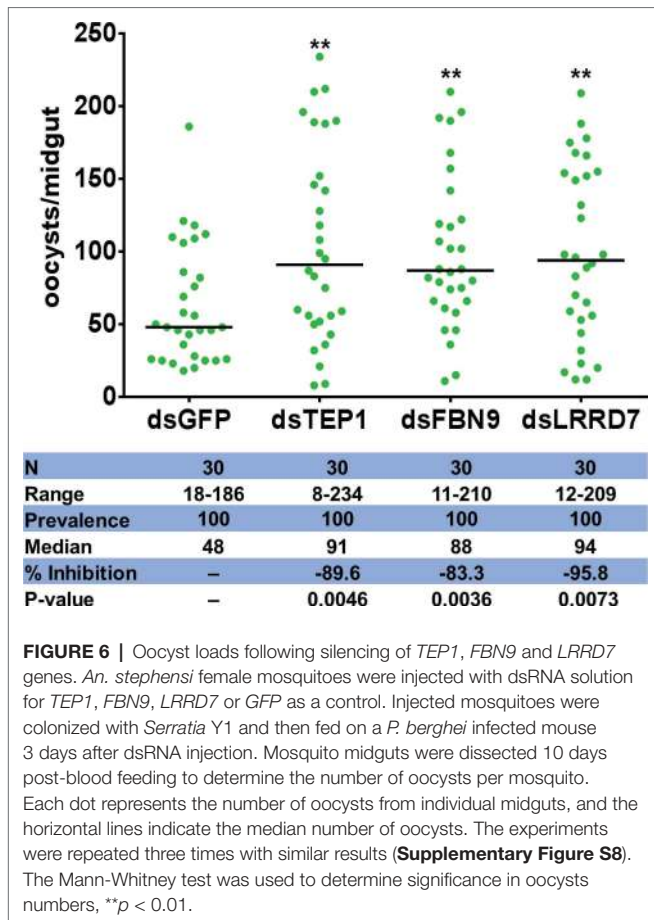 250
200
150
100
50
0
oocysts/midgut
** ** **
dsGFP dsTEP1 dsFBN9 dsLRRD7
N 30 30 30 30
Range 18-186 8-234 11-210 12-209
Prevalence 100 100 100 100
Median 48 91 88 94
% Inhibition – -89.6 -83.3 -95.8
P-value – 0.0046 0.0036 0.0073
FIGURE 6 | Oocyst loads following silencing of TEP1, FBN9 and LRRD7
genes. An. stephensi female mosquitoes were injected with dsRNA solution
for TEP1, FBN9, LRRD7 or GFP as a control. Injected mosquitoes were
colonized with Serratia Y1 and then fed on a P. berghei infected mouse
3 days after dsRNA injection. Mosquito midguts were dissected 10 days
post-blood feeding to determine the number of oocysts per mosquito.
Each dot represents the number of oocysts from individual midguts, and the
horizontal lines indicate the median number of oocysts. The experiments
were repeated three times with similar results (Supplementary Figure S8).
The Mann-Whitney test was used to determine significance in oocysts
numbers, **p < 0.01.